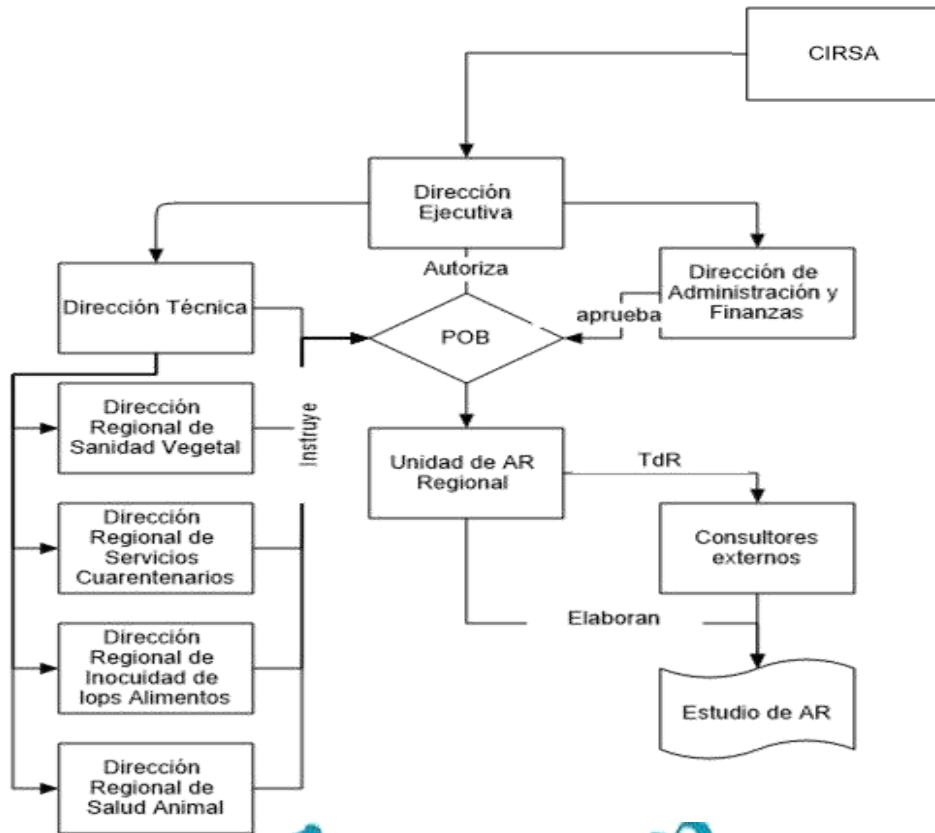 CIRSA
Dirección
Ejecutiva
Autoriza
Dirección Técnica
Dirección de
Administración y
Finanzas
aprueba
POB
Instruye
Dirección
Regional de
Sanidad Vegetal
Unidad de AR
Regional
TdR
Dirección
Regional de
Servicios
Cuarentenarios
Consultores
externos
Elaboran
Dirección
Regional de
Inocuidad de
Iops Alimentos
Estudio de AR
Dirección
Regional de
Salud Animal